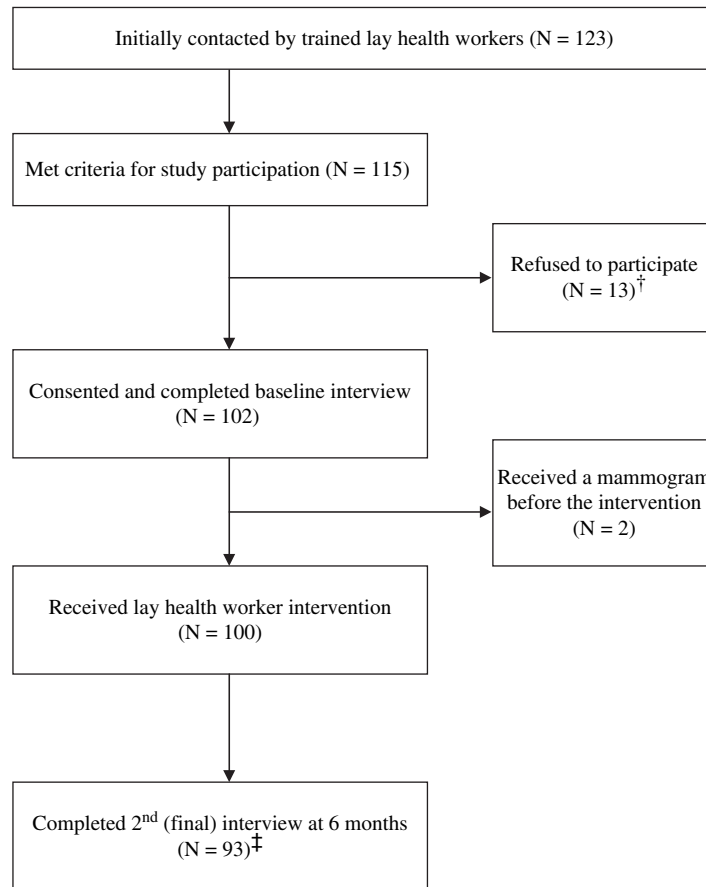 Initially contacted by trained lay health workers (N = 123)
Met criteria for study participation (N = 115)
Refused to participate
(N = 13)†
Consented and completed baseline interview
(N = 102)
Received a mammogram
before the intervention
(N = 2)
Received lay health worker intervention
(N = 100)
Completed 2nd (final) interview at 6 months
(N = 93)‡